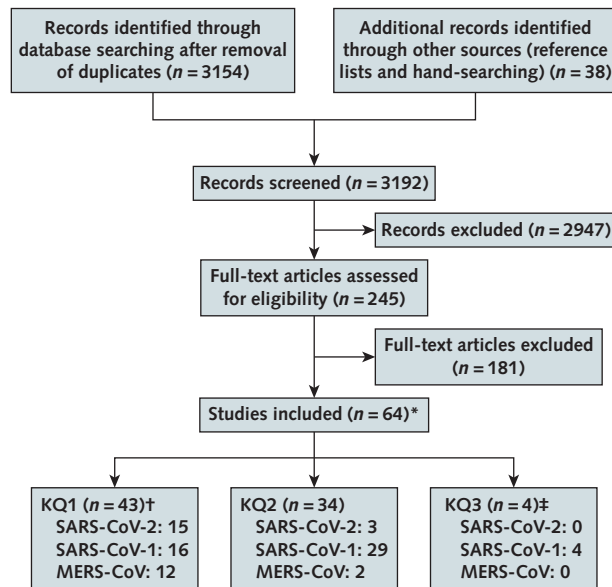 Records identified through
database searching after removal
of duplicates (n = 3154)
Additional records identified
through other sources (reference
lists and hand-searching) (n = 38)
Records screened (n = 3192)
Records excluded (n = 2947)
Full-text articles assessed
for eligibility (n = 245)
Full-text articles excluded
(n = 181)
Studies included (n = 64)*
KQ1 (n = 43)†
SARS-CoV-2: 15
SARS-CoV-1: 16
MERS-CoV: 12
KQ2 (n = 34)
SARS-CoV-2: 3
SARS-CoV-1: 29
MERS-CoV: 2
KQ3 (n = 4)‡
SARS-CoV-2: 0
SARS-CoV-1: 4
MERS-CoV: 0